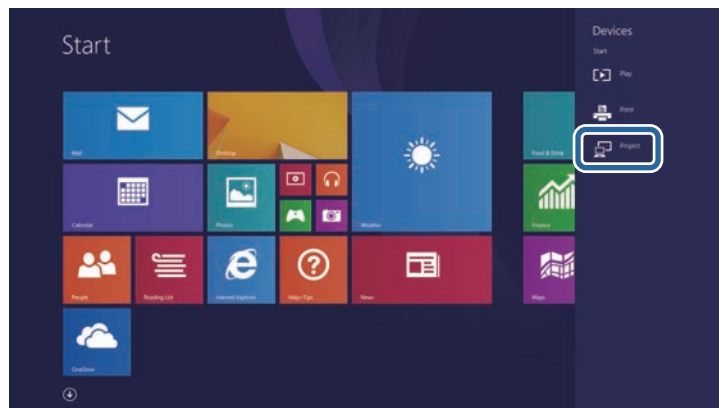 Start
Devices
Start
Play
Print
Project
Mail
Desktop
Food & Drink
Calendar
Photos
Weather
Finance
People
Reading List
Internet Explorer
Help+Tips
News
Maps
OneDrive